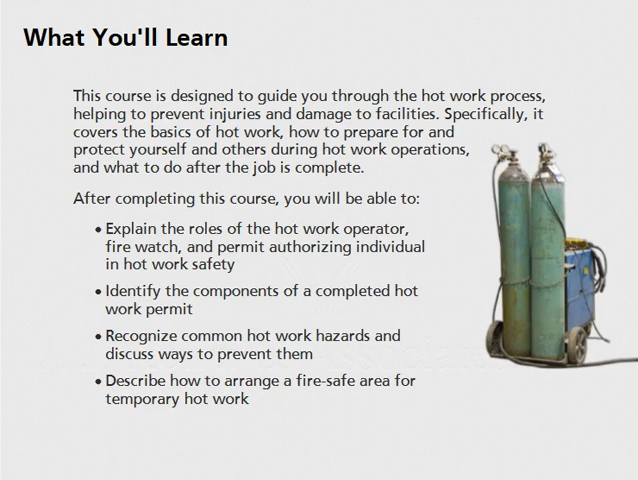 What You'll Learn
This course is designed to guide you through the hot work process,
helping to prevent injuries and damage to facilities. Specifically, it
covers the basics of hot work, how to prepare for and
protect yourself and others during hot work operations,
and what to do after the job is complete.
After completing this course, you will be able to:
• Explain the roles of the hot work operator,
fire watch, and permit authorizing individual
in hot work safety
• Identify the components of a completed hot
work permit
• Recognize common hot work hazards and
discuss ways to prevent them
• Describe how to arrange a fire-safe area for
temporary hot work